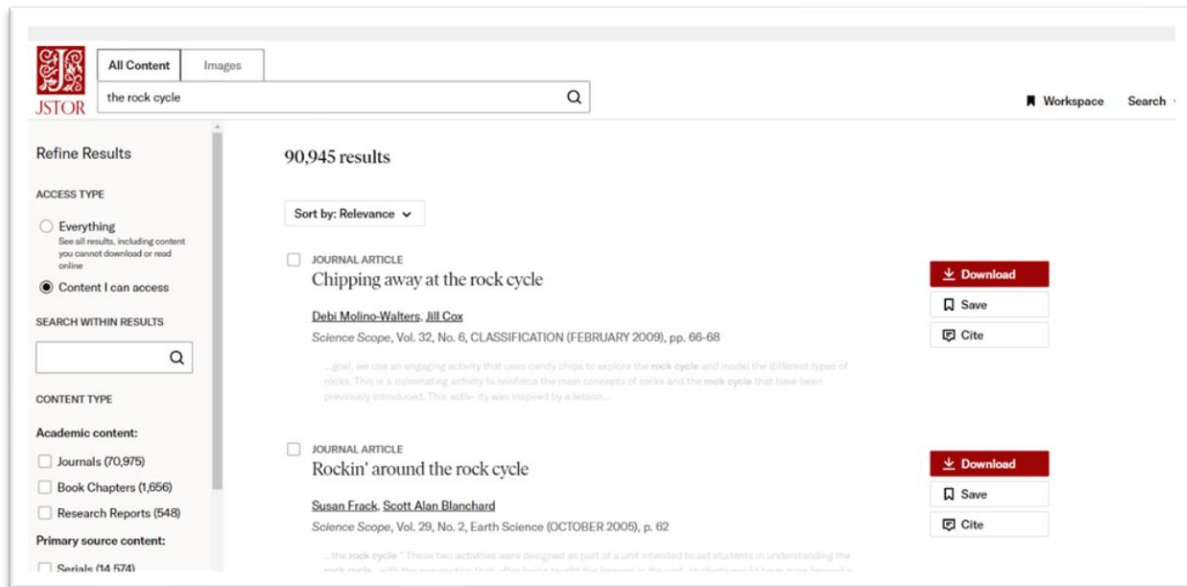 All Content Images
JSTOR
the rock cycle
Workspace Search
Refine Results
ACCESS TYPE
Everything
See all results, including content
you cannot download or read
online
Content I can access
SEARCH WITHIN RESULTS
CONTENT TYPE
Academic content:
Journals (70,975)
Book Chapters (1,656)
Research Reports (548)
Primary source content:
Serials (14,574)
90,945 results
Sort by: Relevance
JOURNAL ARTICLE
Chipping away at the rock cycle
Debi Molino-Walters, Jill Cox
Science Scope, Vol. 32, No. 6, CLASSIFICATION (FEBRUARY 2009), pp. 66-68
...goal, we use an engaging activity that uses candy chips to explore the rock cycle and model the different types of
rocks. This is a culminating activity to reinforce the main concepts of rocks and the rock cycle that have been
previously introduced. This activ- ity was inspired by a lesson...
Download
Save
Cite
JOURNAL ARTICLE
Rockin' around the rock cycle
Susan Frack, Scott Alan Blanchard
Science Scope, Vol. 29, No. 2, Earth Science (OCTOBER 2005), p. 62
...the rock cycle " These two activities were designed as part of a unit intended to aid students in understanding the
Download
Save
Cite